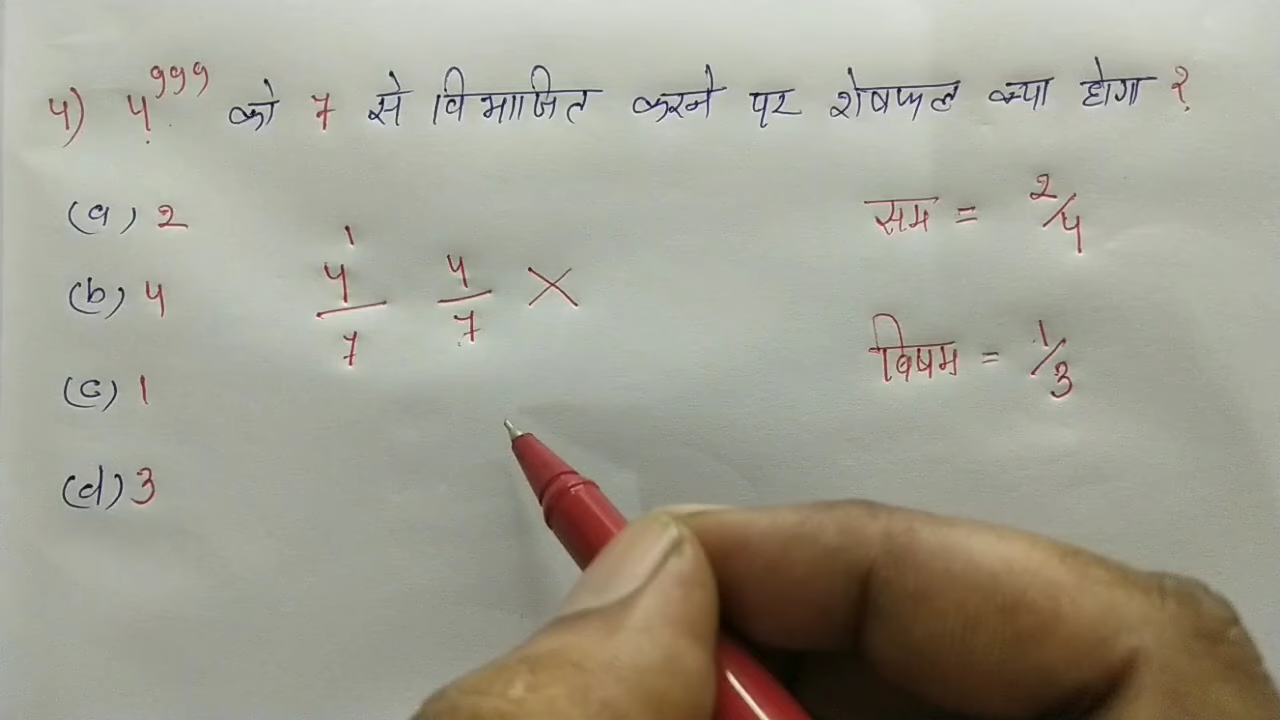 4) 4^999 को 7 से विभाजित करने पर शेषफल क्या होगा ?
(a) 2
(b) 4
(c) 1
(d) 3
4^1/7 4/7 ×
सम = 2/4
विषम = 1/3